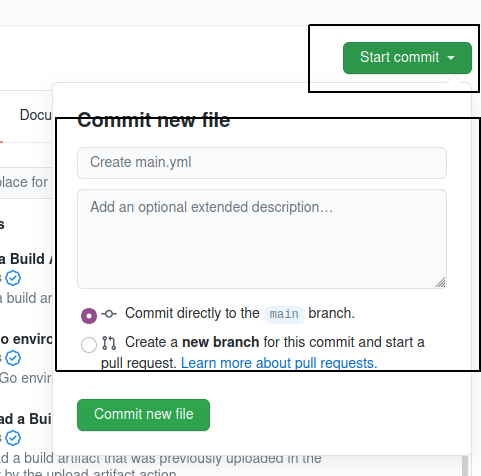 Start commit
Docu
Commit new file
Create main.yml
place for
Add an optional extended description…
s
a Build A
s
a build ar
Commit directly to the main branch.
o environ
Create a new branch for this commit and start a
s
pull request. Learn more about pull requests.
Go envir
ad a Bui
Commit new file
s
d a build artifact that was previously uploaded in the
by the upload artifact action